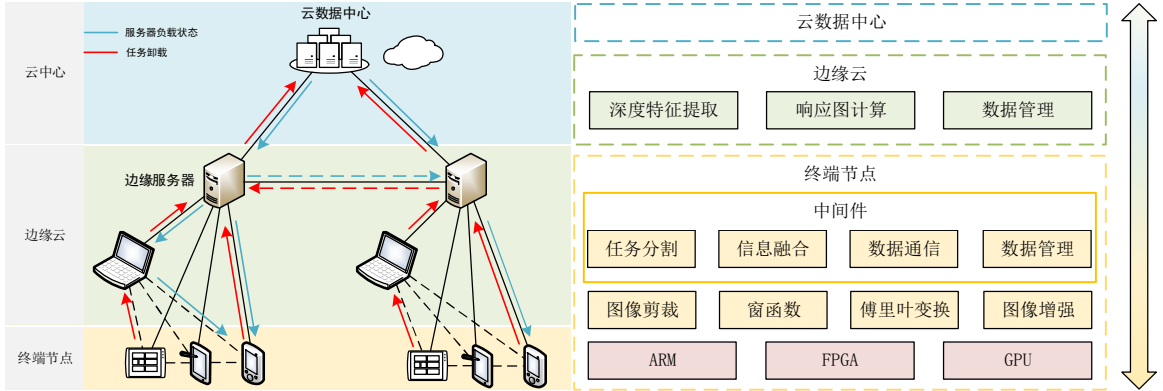 云数据中心
服务器负载状态
任务卸载
云中心
边缘服务器
边缘云
终端节点
云数据中心
边缘云
深度特征提取 响应图计算 数据管理
终端节点
中间件
任务分割 信息融合 数据通信 数据管理
图像剪裁 窗函数 傅里叶变换 图像增强
ARM FPGA GPU